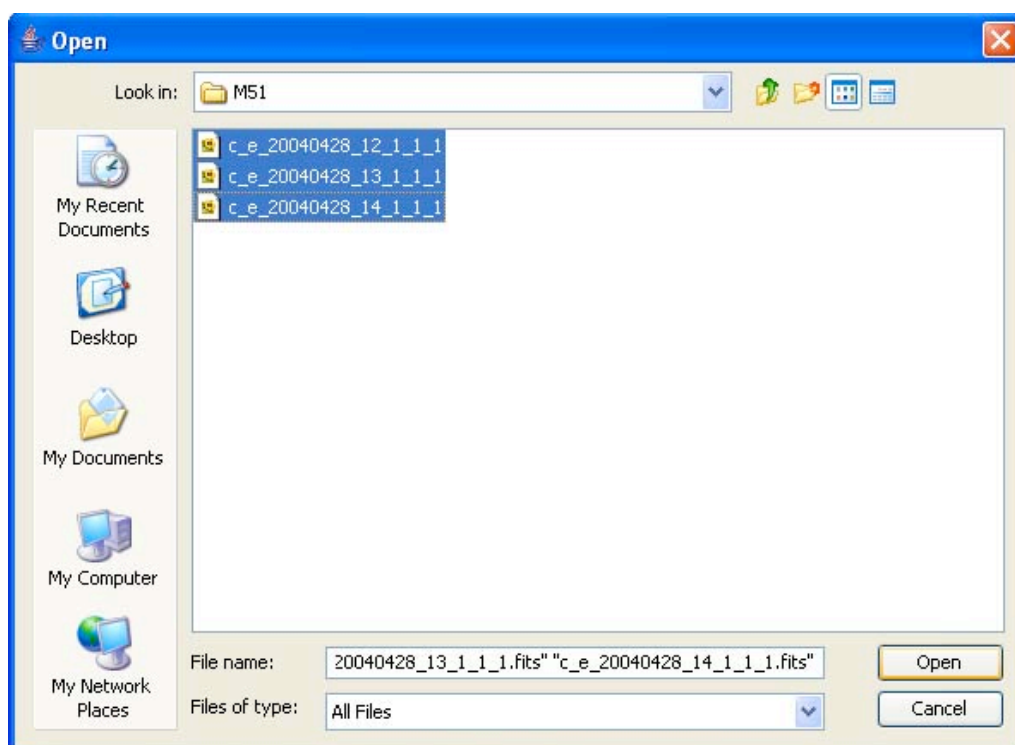 Open
Look in:
M51
c_e_20040428_12_1_1_1
c_e_20040428_13_1_1_1
c_e_20040428_14_1_1_1
My Recent
Documents
Desktop
My Documents
My Computer
My Network
Places
File name:
20040428_13_1_1_1.fits" "c_e_20040428_14_1_1_1.fits"
Open
Files of type:
All Files
Cancel